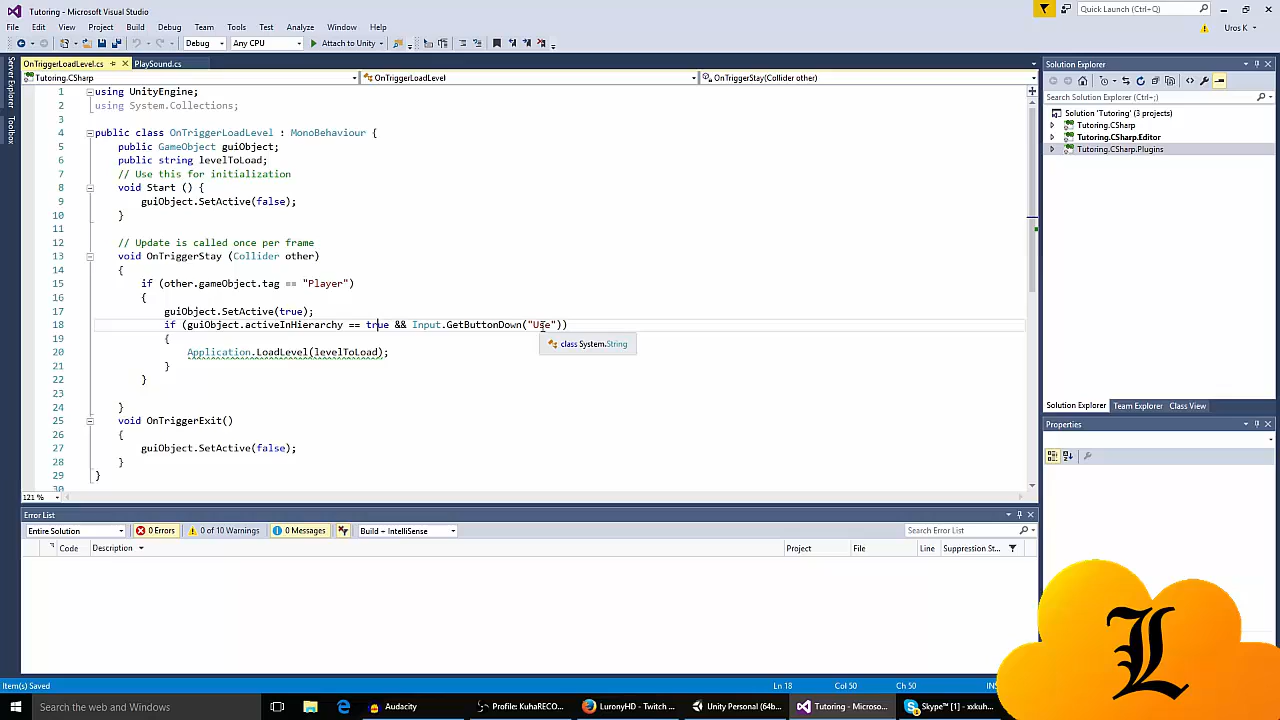 Tutoring - Microsoft Visual Studio
Quick Launch (Ctrl+Q)
File Edit View Project Build Debug Team Tools Test Analyze Window Help
Uros K
Debug Any CPU Attach to Unity
OnTriggerLoadLevel.cs PlaySound.cs
Tutoring.CSharp OnTriggerLoadLevel OnTriggerStay(Collider other)
Server Explorer
Toolbox
1 using UnityEngine;
2 using System.Collections;
3
4 public class OnTriggerLoadLevel : MonoBehaviour {
5 public GameObject guiObject;
6 public string levelToLoad;
7 // Use this for initialization
8 void Start () {
9 guiObject.SetActive(false);
10 }
11
12 // Update is called once per frame
13 void OnTriggerStay (Collider other)
14 {
15 if (other.gameObject.tag == "Player")
16 {
17 guiObject.SetActive(true);
18 if (guiObject.activeInHierarchy == true && Input.GetButtonDown("Use"))
19 {
class System.String
20 Application.LoadLevel(levelToLoad);
21 }
22 }
23
24 }
25 void OnTriggerExit()
26 {
27 guiObject.SetActive(false);
28 }
29 }
30
121 %
Solution Explorer
Search Solution Explorer (Ctrl+;)
Solution 'Tutoring' (3 projects)
Tutoring.CSharp
Tutoring.CSharp.Editor
Tutoring.CSharp.Plugins
Solution Explorer Team Explorer Class View
Properties
Error List
Entire Solution 0 Errors 0 of 10 Warnings 0 Messages Build + IntelliSense Search Error List
Code Description Project File Line Suppression St...
Item(s) Saved Ln 18 Col 50 Ch 50 INS
L
Search the web and Windows Audacity Profile: KuhaRECO... LuronyHD - Twitch ... Unity Personal (64b... Tutoring - Microso... Skype™ [1] - xxkuh...